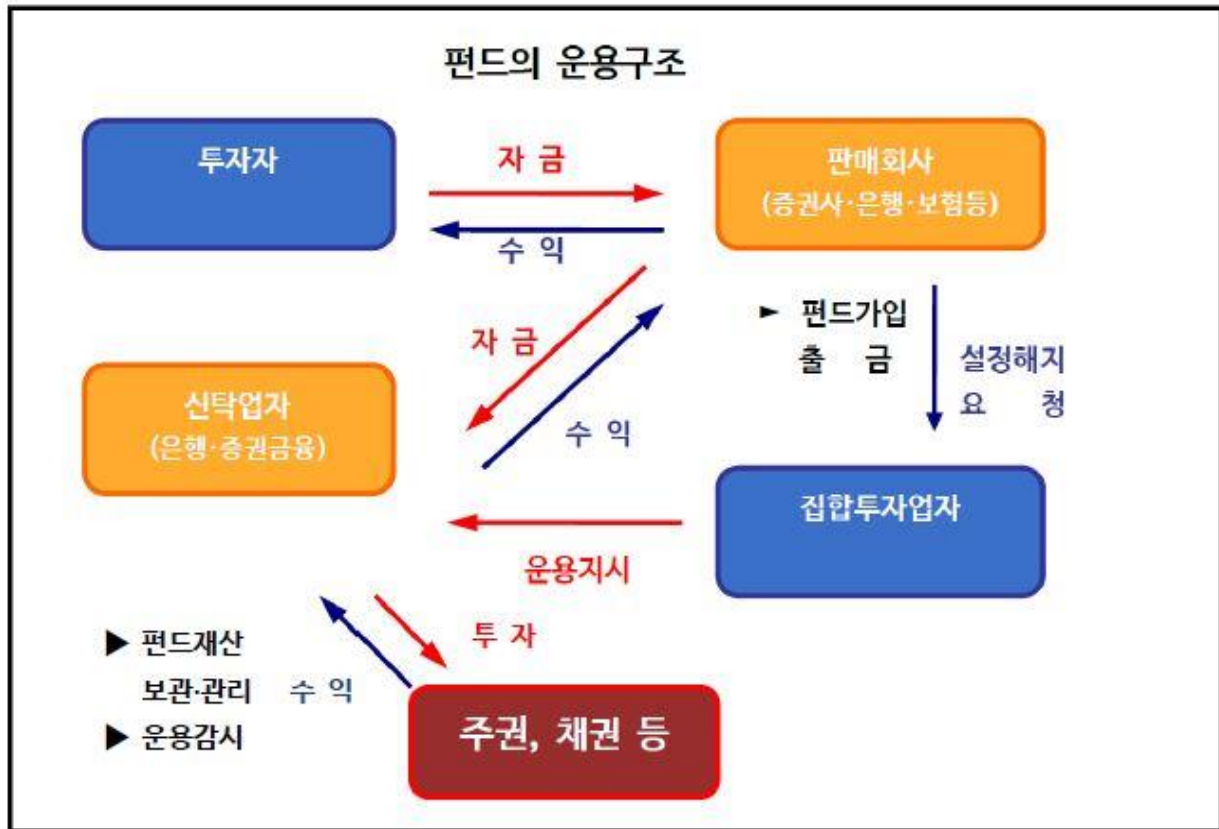 펀드의 운용구조
투자자
자 금
수 익
판매회사
(증권사·은행·보험등)
자 금
수 익
► 펀드가입
출 금
설정해지
요 청
신탁업자
(은행·증권금융)
집합투자업자
운용지시
투 자
▶ 펀드재산
보관·관리
수 익
▶ 운용감시
주권, 채권 등